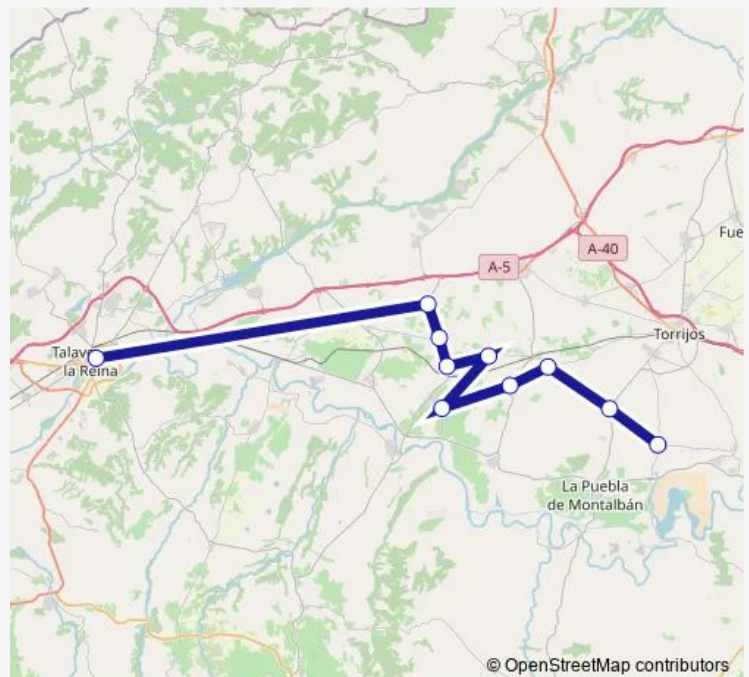 A-5
A-40
Fue
Torrijos
Talav
la Reina
La Puebla
de Montalbán
© OpenStreetMap contributors